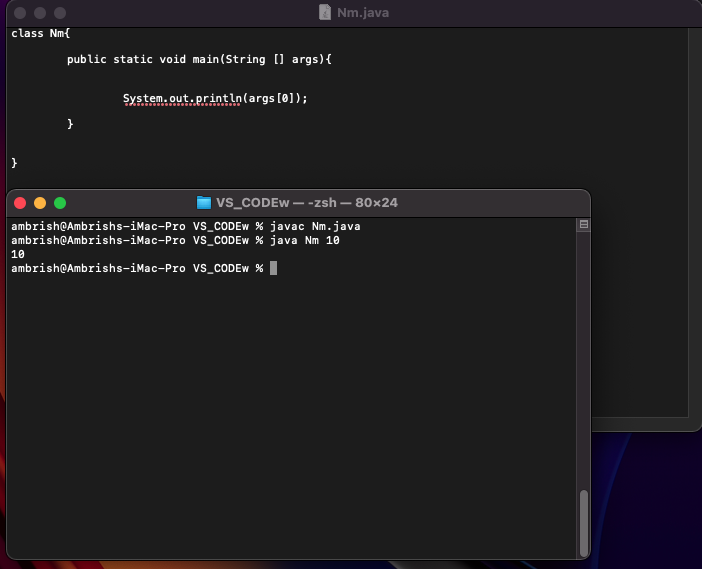 Nm.java
class Nm{
public static void main(String [] args){
System.out.println(args[0]);
}
}
VS_CODEw — -zsh — 80×24
ambrish@Ambrishs-iMac-Pro VS_CODEw % javac Nm.java
ambrish@Ambrishs-iMac-Pro VS_CODEw % java Nm 10
10
ambrish@Ambrishs-iMac-Pro VS_CODEw %